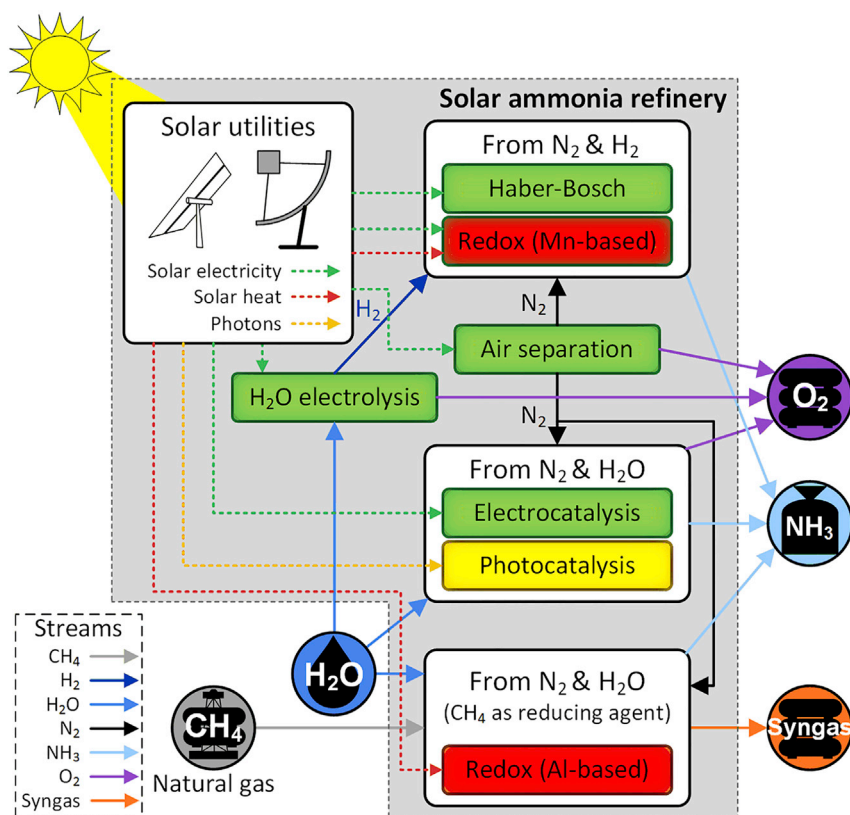 Solar ammonia refinery
Solar utilities
Solar electricity
Solar heat
Photons
From N₂ & H₂
Haber-Bosch
Redox (Mn-based)
H₂
N₂
Air separation
H₂O electrolysis
O₂
N₂
From N₂ & H₂O
Electrocatalysis
Photocatalysis
NH₃
Streams
CH₄
H₂
H₂O
N₂
NH₃
O₂
Syngas
CH₄
Natural gas
H₂O
From N₂ & H₂O
(CH₄ as reducing agent)
Redox (Al-based)
Syngas